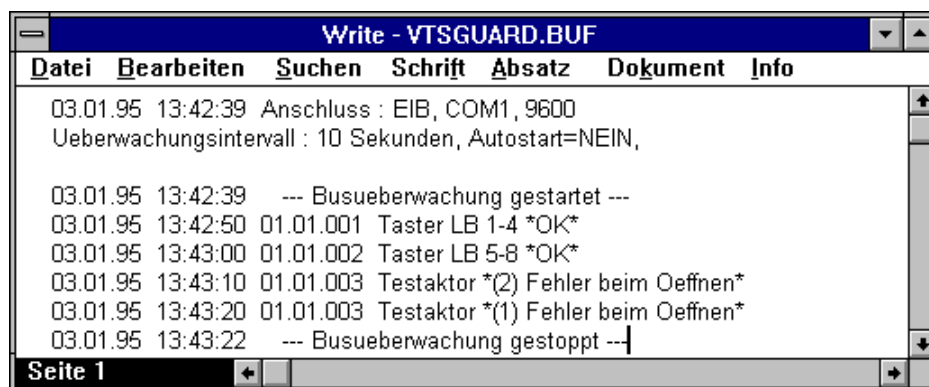 Write - VTSGUARD.BUF
Datei Bearbeiten Suchen Schrift Absatz Dokument Info
03.01.95 13:42:39 Anschluss : EIB, COM1, 9600
Ueberwachungsintervall : 10 Sekunden, Autostart=NEIN,
03.01.95 13:42:39 --- Busueberwachung gestartet ---
03.01.95 13:42:50 01.01.001 Taster LB 1-4 *OK*
03.01.95 13:43:00 01.01.002 Taster LB 5-8 *OK*
03.01.95 13:43:10 01.01.003 Testaktor *(2) Fehler beim Oeffnen*
03.01.95 13:43:20 01.01.003 Testaktor *(1) Fehler beim Oeffnen*
03.01.95 13:43:22 --- Busueberwachung gestoppt ---
Seite 1